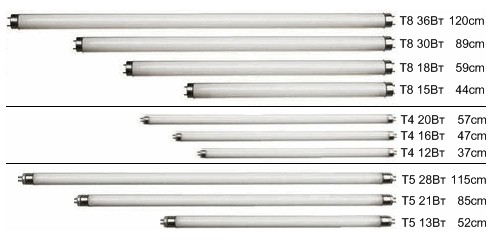 T8 36Вт 120cm
T8 30Вт 89cm
T8 18Вт 59cm
T8 15Вт 44cm
T4 20Вт 57cm
T4 16Вт 47cm
T4 12Вт 37cm
T5 28Вт 115cm
T5 21Вт 85cm
T5 13Вт 52cm